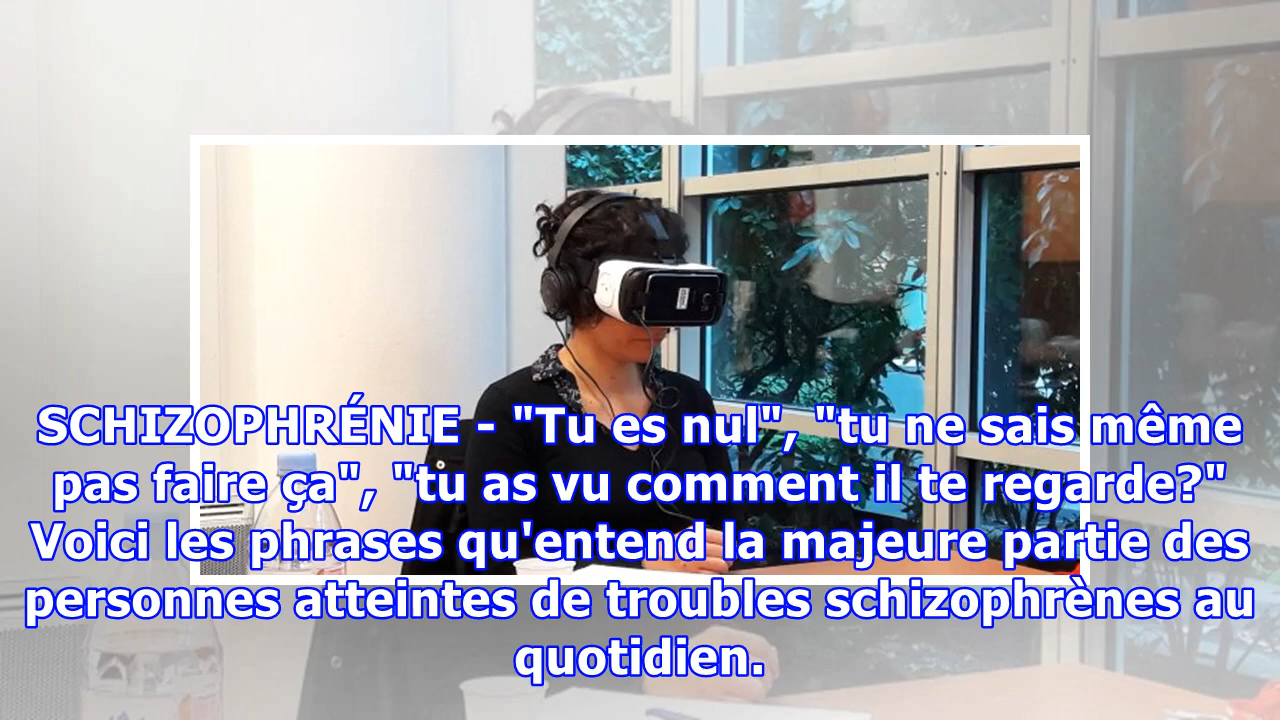 SCHIZOPHRÉNIE - "Tu es nul", "tu ne sais même
pas faire ça", "tu as vu comment il te regarde?"
Voici les phrases qu'entend la majeure partie des
personnes atteintes de troubles schizophrènes au
quotidien.